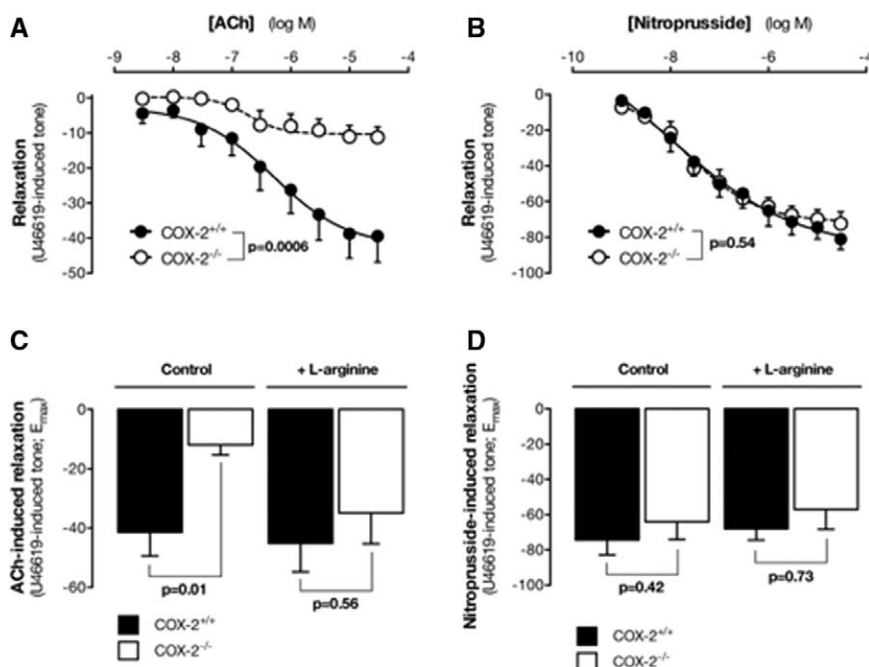 A
[ACh] (log M)
-9 -8 -7 -6 -5 -4
0
-10
-20
-30
-40
-50
Relaxation
(U46619-induced tone)
COX-2+/+
COX-2-/-
p=0.0006
B
[Nitroprusside] (log M)
-10 -8 -6 -4
0
-20
-40
-60
-80
-100
Relaxation
(U46619-induced tone)
COX-2+/+
COX-2-/-
p=0.54
C
Control + L-arginine
0
-20
-40
-60
ACh-induced relaxation
(U46619-induced tone; Emax)
p=0.01
p=0.56
COX-2+/+
COX-2-/-
D
Control + L-arginine
0
-20
-40
-60
-80
-100
Nitroprusside-induced relaxation
(U46619-induced tone; Emax)
p=0.42
p=0.73
COX-2+/+
COX-2-/-